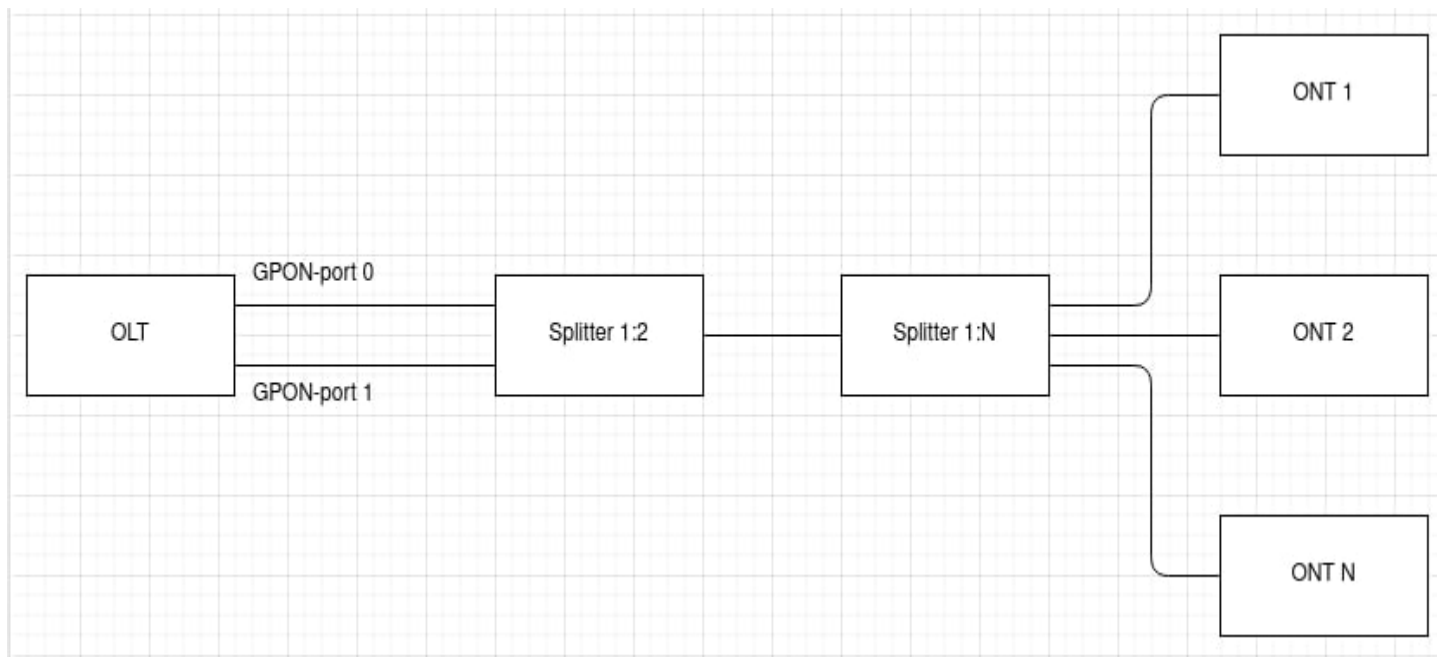 ONT 1
GPON-port 0
OLT
Splitter 1:2
Splitter 1:N
ONT 2
GPON-port 1
ONT N